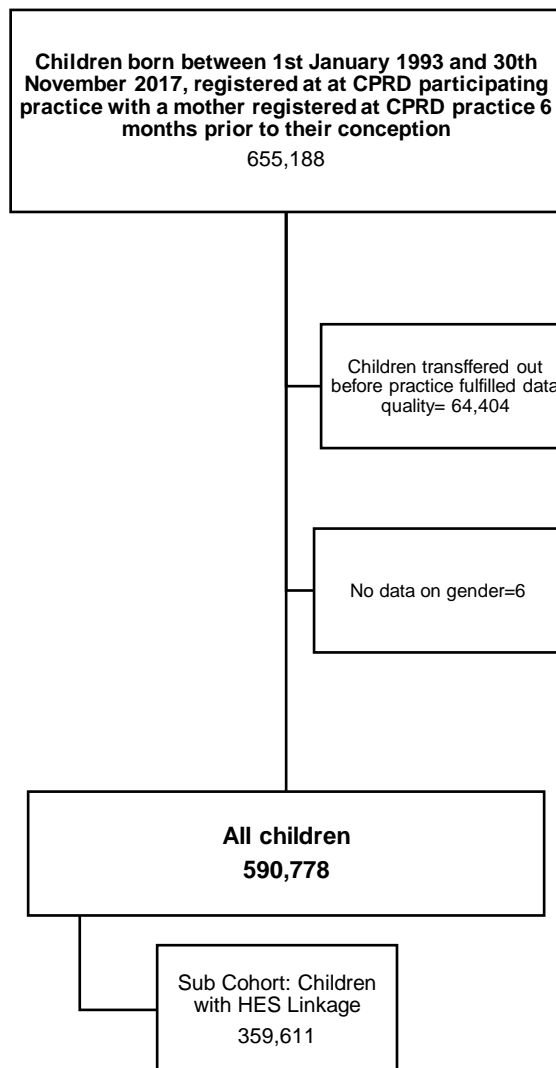 Children born between 1st January 1993 and 30th
November 2017, registered at at CPRD participating
practice with a mother registered at CPRD practice 6
months prior to their conception
655,188
Children transffered out
before practice fulfilled data
quality= 64,404
No data on gender=6
All children
590,778
Sub Cohort: Children
with HES Linkage
359,611